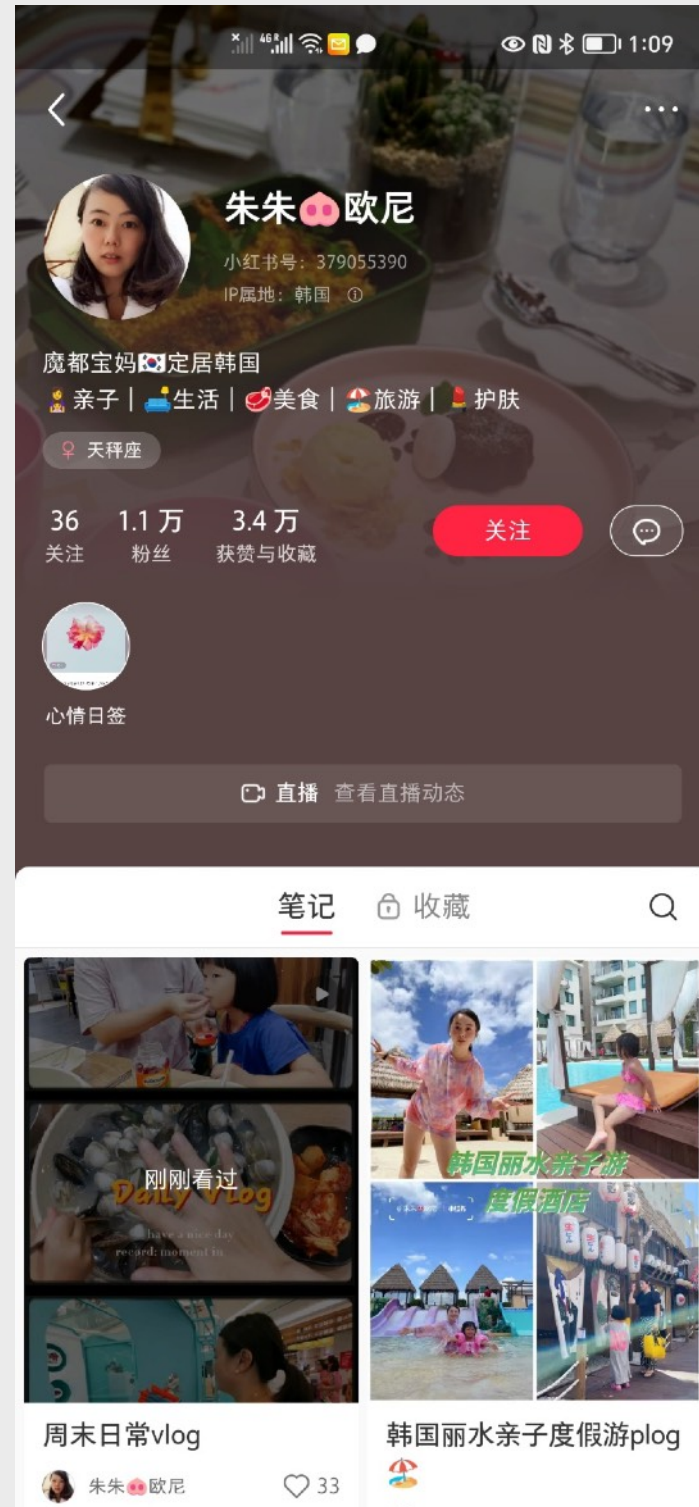 1:09
朱朱🐽欧尼
小红书号：379055390
IP属地：韩国
魔都宝妈🇰🇷定居韩国
👩‍👧亲子｜🛋️生活｜🥩美食｜🏖️旅游｜💄护肤
♀ 天秤座
36 1.1万 3.4万
关注 粉丝 获赞与收藏
关注
心情日签
直播 查看直播动态
笔记 收藏
刚刚看过
Daily Vlog
have a nice day
record: moment in
韩国丽水亲子游
度假酒店
周末日常vlog
朱朱🐽欧尼 33
韩国丽水亲子度假游plog
🏖️